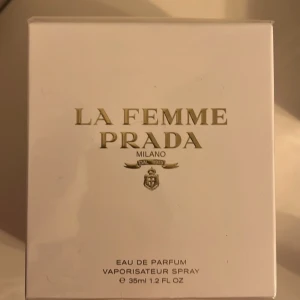 LA FEMME
PRADA
MILANO
EAU DE PARFUM
VAPORISATEUR SPRAY
℮ 35ml 1.2 FL OZ